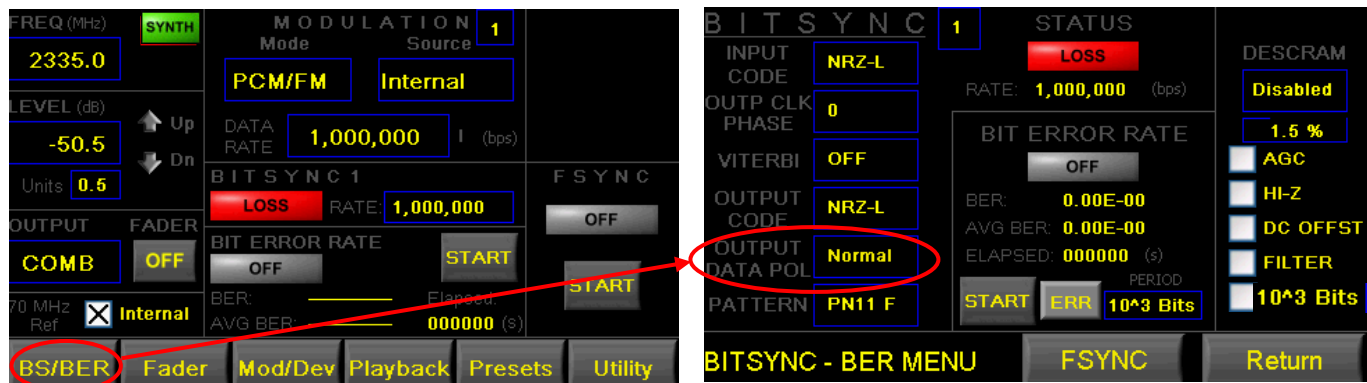 FREQ (MHz)
SYNTH
2335.0
LEVEL (dB)
-50.5
Up
Dn
Units 0.5
OUTPUT
FADER
COMB
OFF
70 MHz
Ref
Internal
MODULATION 1
Mode
Source
PCM/FM
Internal
DATA
RATE
1,000,000 I (bps)
BITSYNC 1
LOSS RATE: 1,000,000
BIT ERROR RATE
OFF
START
BER:
Elapsed:
AVG BER:
000000 (s)
FSYNC
OFF
START
BS/BER Fader Mod/Dev Playback Presets Utility
BITSYNC 1
INPUT
CODE
NRZ-L
OUTP CLK
PHASE
0
VITERBI
OFF
OUTPUT
CODE
NRZ-L
OUTPUT
DATA POL
Normal
PATTERN
PN11 F
STATUS
LOSS
RATE: 1,000,000 (bps)
BIT ERROR RATE
OFF
BER: 0.00E-00
AVG BER: 0.00E-00
ELAPSED: 000000 (s)
PERIOD
START ERR 10^3 Bits
DESCRAM
Disabled
1.5 %
AGC
HI-Z
DC OFFST
FILTER
10^3 Bits
BITSYNC - BER MENU FSYNC Return